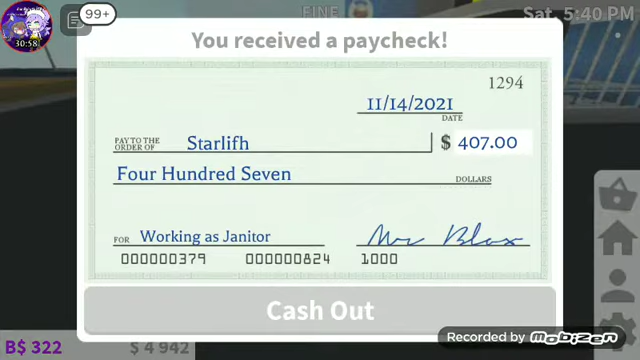 99+
FINE
Sat. 5:40 PM
30:58
You received a paycheck!
1294
11/14/2021
DATE
PAY TO THE
ORDER OF
Starlifh
$ 407.00
Four Hundred Seven
DOLLARS
FOR
Working as Janitor
Mr Blox
000000379 000000824 1000
Cash Out
B$ 322
$ 4 942
Recorded by
mobizen